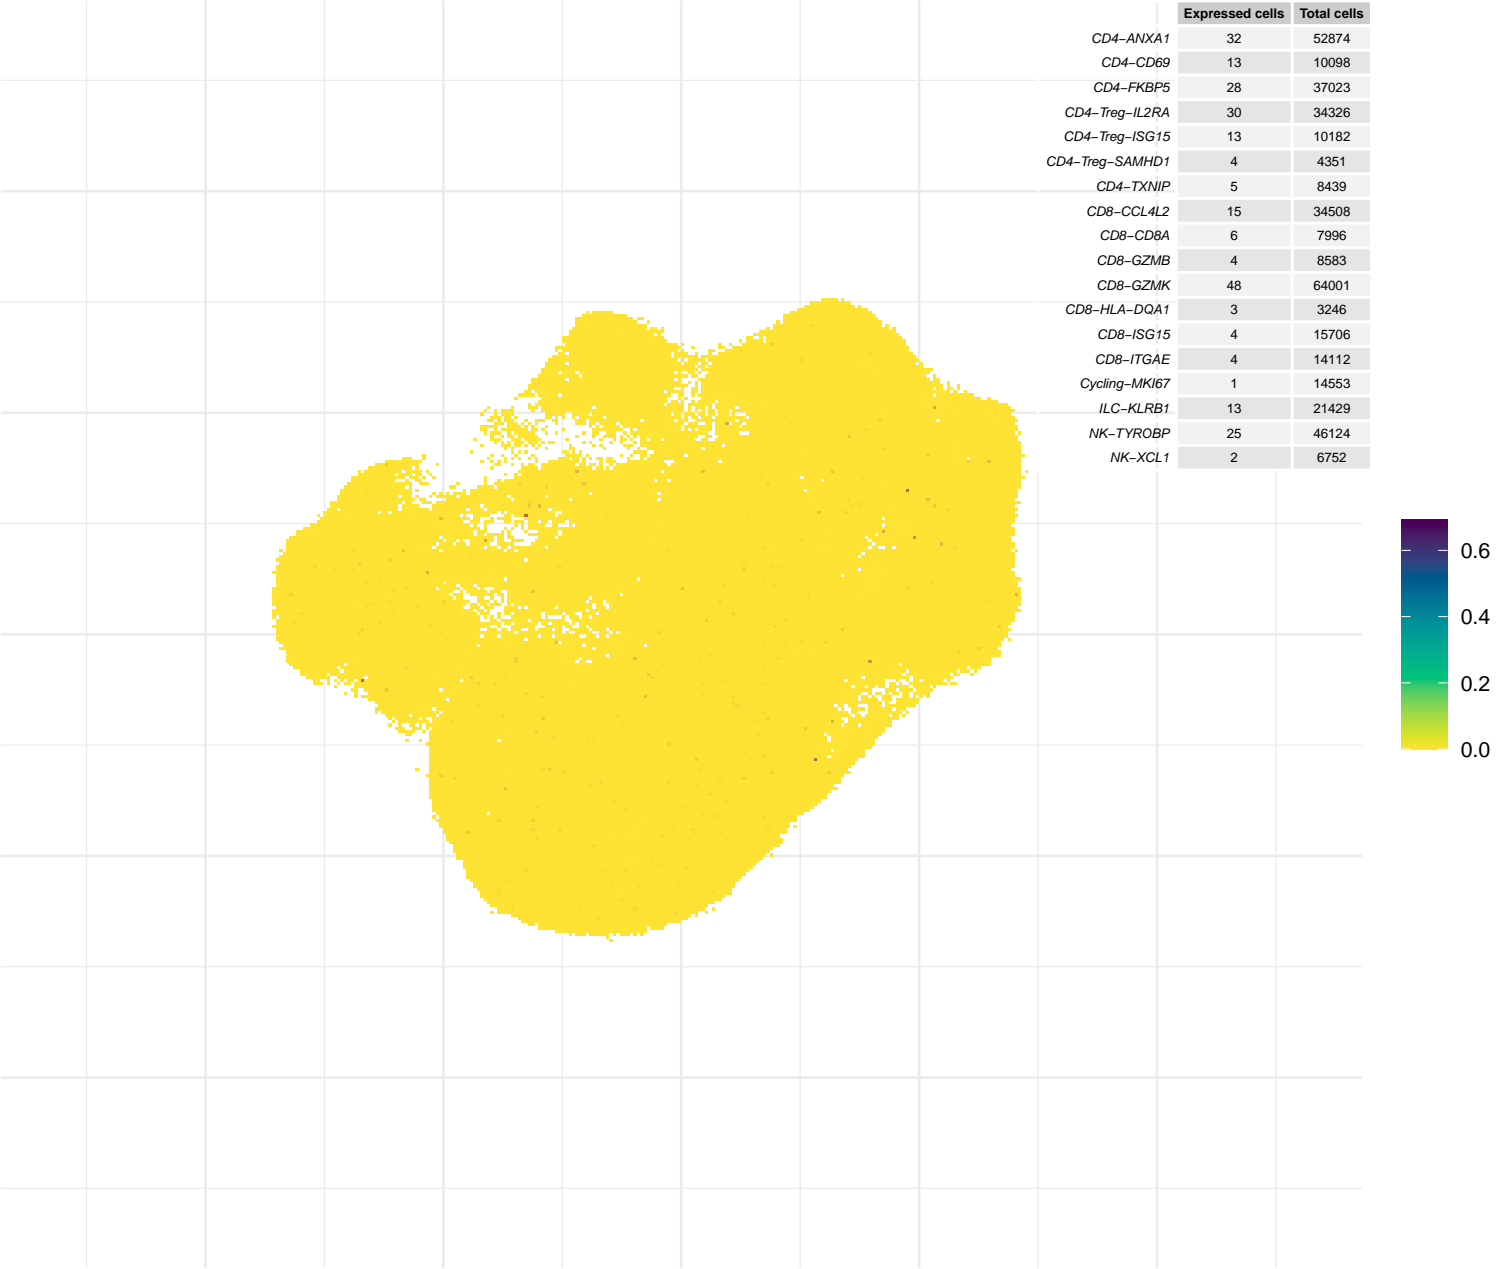 Expressed cells Total cells
CD4−ANXA1 32 52874
CD4−CD69 13 10098
CD4−FKBP5 28 37023
CD4−Treg−IL2RA 30 34326
CD4−Treg−ISG15 13 10182
CD4−Treg−SAMHD1 4 4351
CD4−TXNIP 5 8439
CD8−CCL4L2 15 34508
CD8−CD8A 6 7996
CD8−GZMB 4 8583
CD8−GZMK 48 64001
CD8−HLA−DQA1 3 3246
CD8−ISG15 4 15706
CD8−ITGAE 4 14112
Cycling−MKI67 1 14553
ILC−KLRB1 13 21429
NK−TYROBP 25 46124
NK−XCL1 2 6752
0.6
0.4
0.2
0.0